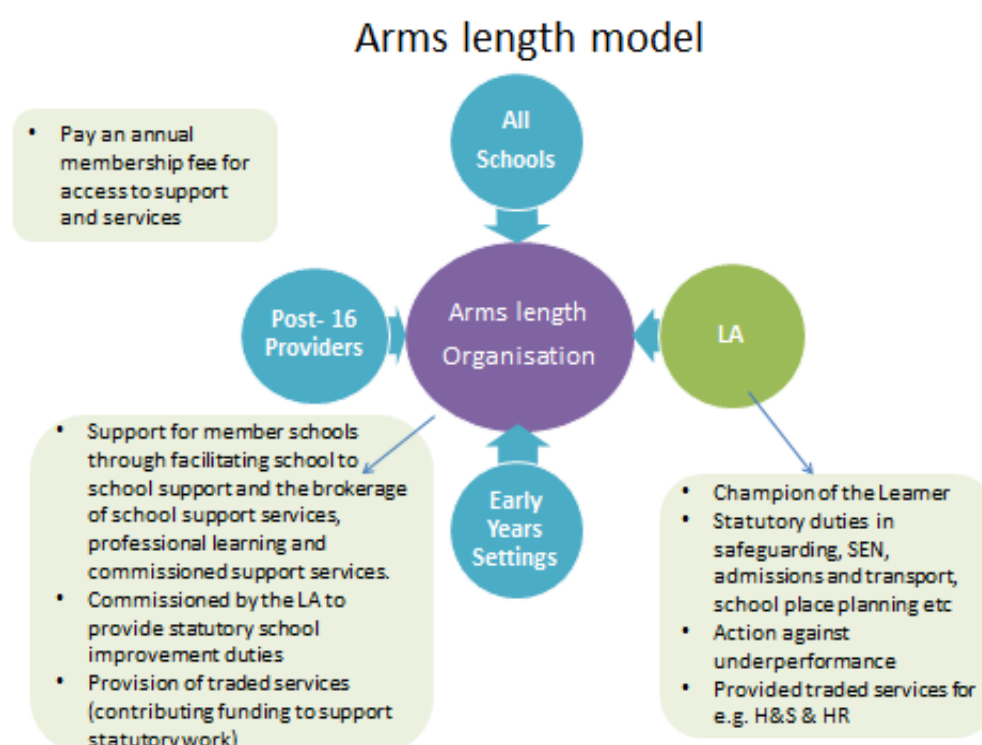 Arms length model
All
Schools
• Pay an annual
membership fee for
access to support
and services
Post- 16
Providers
Arms length
Organisation
LA
Early
Years
Settings
• Support for member schools
through facilitating school to
school support and the brokerage
of school support services,
professional learning and
commissioned support services.
• Commissioned by the LA to
provide statutory school
improvement duties
• Provision of traded services
(contributing funding to support
statutory work)
• Champion of the Learner
• Statutory duties in
safeguarding, SEN,
admissions and transport,
school place planning etc
• Action against
underperformance
• Provided traded services for
e.g. H&S & HR